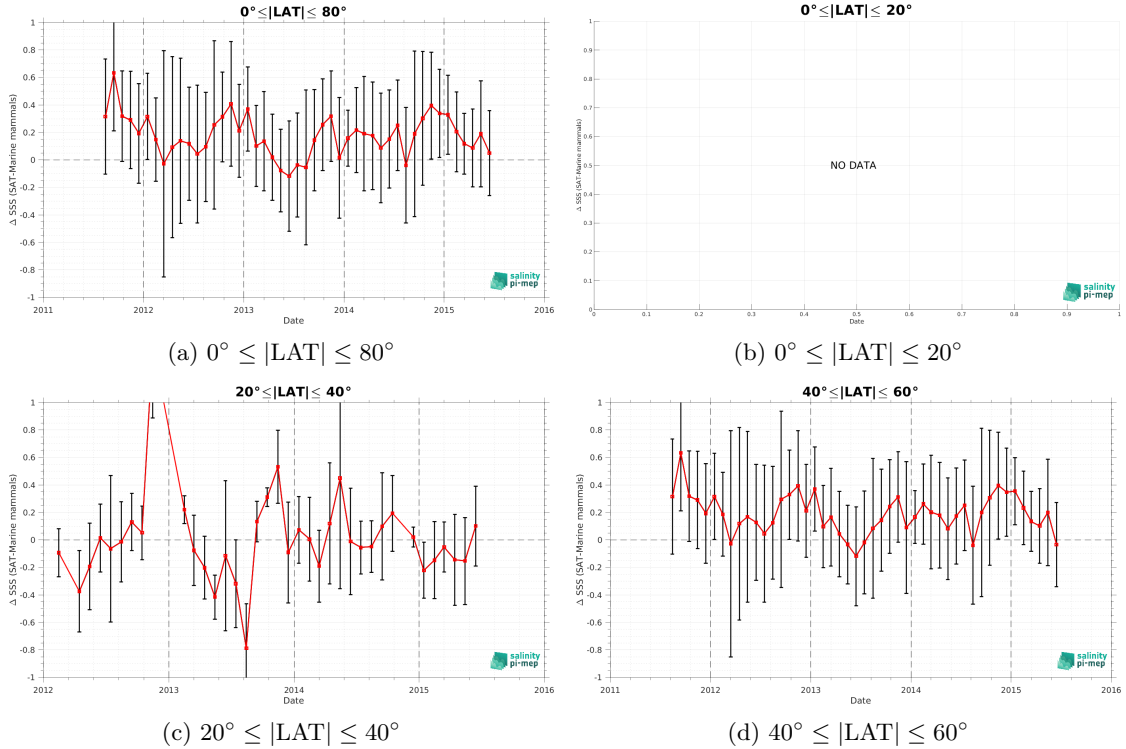 0°≤|LAT|≤ 80°
1
0.8
0.6
0.4
0.2
0
-0.2
-0.4
-0.6
-0.8
-1
Δ SSS (SAT-Marine mammals)
2011
2012
2013
2014
2015
2016
Date
salinity
pi-mep
(a) 0° ≤ |LAT| ≤ 80°
0°≤|LAT|≤ 20°
1
0.9
0.8
0.7
0.6
0.5
0.4
0.3
0.2
0.1
0
Δ SSS (SAT-Marine mammals)
NO DATA
0
0.1
0.2
0.3
0.4
0.5
0.6
0.7
0.8
0.9
1
Date
salinity
pi-mep
(b) 0° ≤ |LAT| ≤ 20°
20°≤|LAT|≤ 40°
1
0.8
0.6
0.4
0.2
0
-0.2
-0.4
-0.6
-0.8
-1
Δ SSS (SAT-Marine mammals)
2012
2013
2014
2015
2016
Date
salinity
pi-mep
(c) 20° ≤ |LAT| ≤ 40°
40°≤|LAT|≤ 60°
1
0.8
0.6
0.4
0.2
0
-0.2
-0.4
-0.6
-0.8
-1
Δ SSS (SAT-Marine mammals)
2011
2012
2013
2014
2015
2016
Date
salinity
pi-mep
(d) 40° ≤ |LAT| ≤ 60°